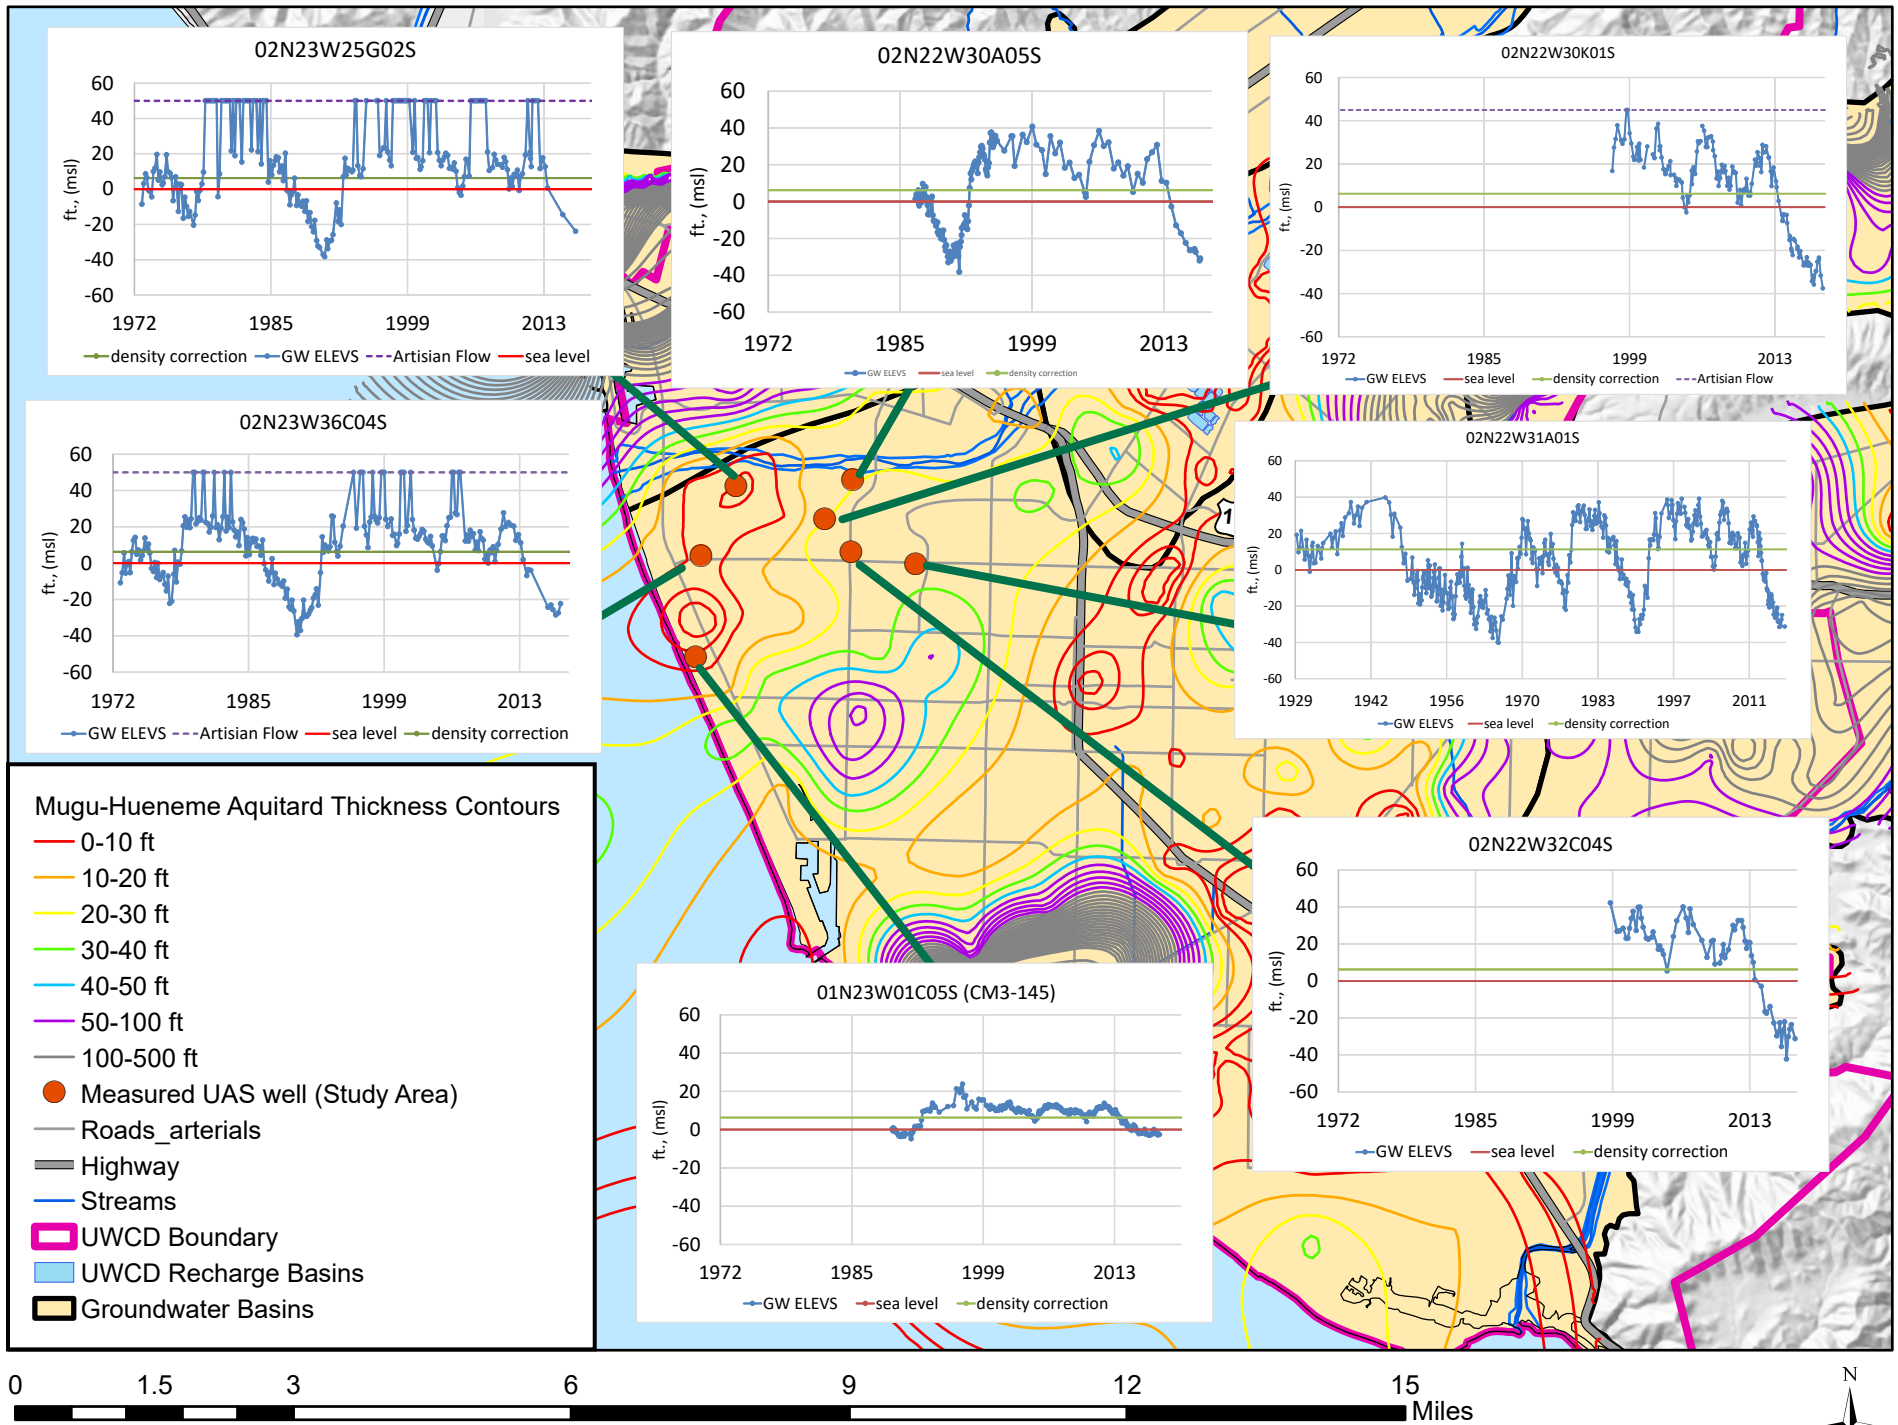 02N23W25G02S
60
40
20
0
-20
-40
-60
ft., (msl)
1972
1985
1999
2013
density correction
GW ELEVS
Artisian Flow
sea level
02N22W30A05S
60
40
20
0
-20
-40
-60
ft., (msl)
1972
1985
1999
2013
GW ELEVS
sea level
density correction
02N22W30K01S
60
40
20
0
-20
-40
-60
ft., (msl)
1972
1985
1999
2013
GW ELEVS
sea level
density correction
Artisian Flow
02N23W36C04S
60
40
20
0
-20
-40
-60
ft., (msl)
1972
1985
1999
2013
GW ELEVS
Artisian Flow
sea level
density correction
1
02N22W31A01S
60
40
20
0
-20
-40
-60
ft., (msl)
1929
1942
1956
1970
1983
1997
2011
GW ELEVS
sea level
density correction
Mugu-Hueneme Aquitard Thickness Contours
0-10 ft
10-20 ft
20-30 ft
30-40 ft
40-50 ft
50-100 ft
100-500 ft
Measured UAS well (Study Area)
Roads_arterials
Highway
Streams
UWCD Boundary
UWCD Recharge Basins
Groundwater Basins
02N22W32C04S
60
40
20
0
-20
-40
-60
ft., (msl)
1972
1985
1999
2013
GW ELEVS
sea level
density correction
01N23W01C05S (CM3-145)
60
40
20
0
-20
-40
-60
ft., (msl)
1972
1985
1999
2013
GW ELEVS
sea level
density correction
0
1.5
3
6
9
12
15
Miles
N